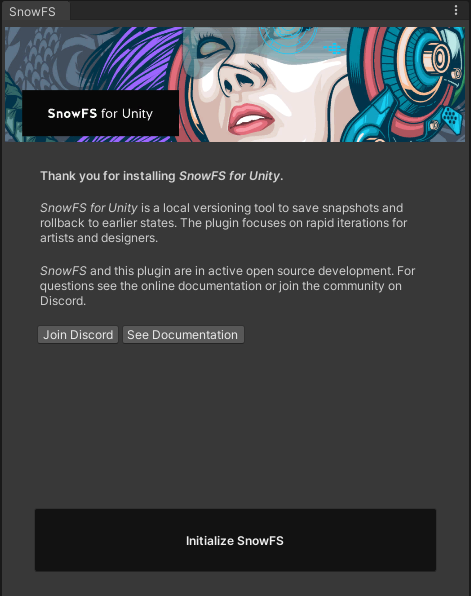 SnowFS
SnowFS for Unity
Thank you for installing SnowFS for Unity.
SnowFS for Unity is a local versioning tool to save snapshots and
rollback to earlier states. The plugin focuses on rapid iterations for
artists and designers.
SnowFS and this plugin are in active open source development. For
questions see the online documentation or join the community on
Discord.
Join Discord See Documentation
Initialize SnowFS